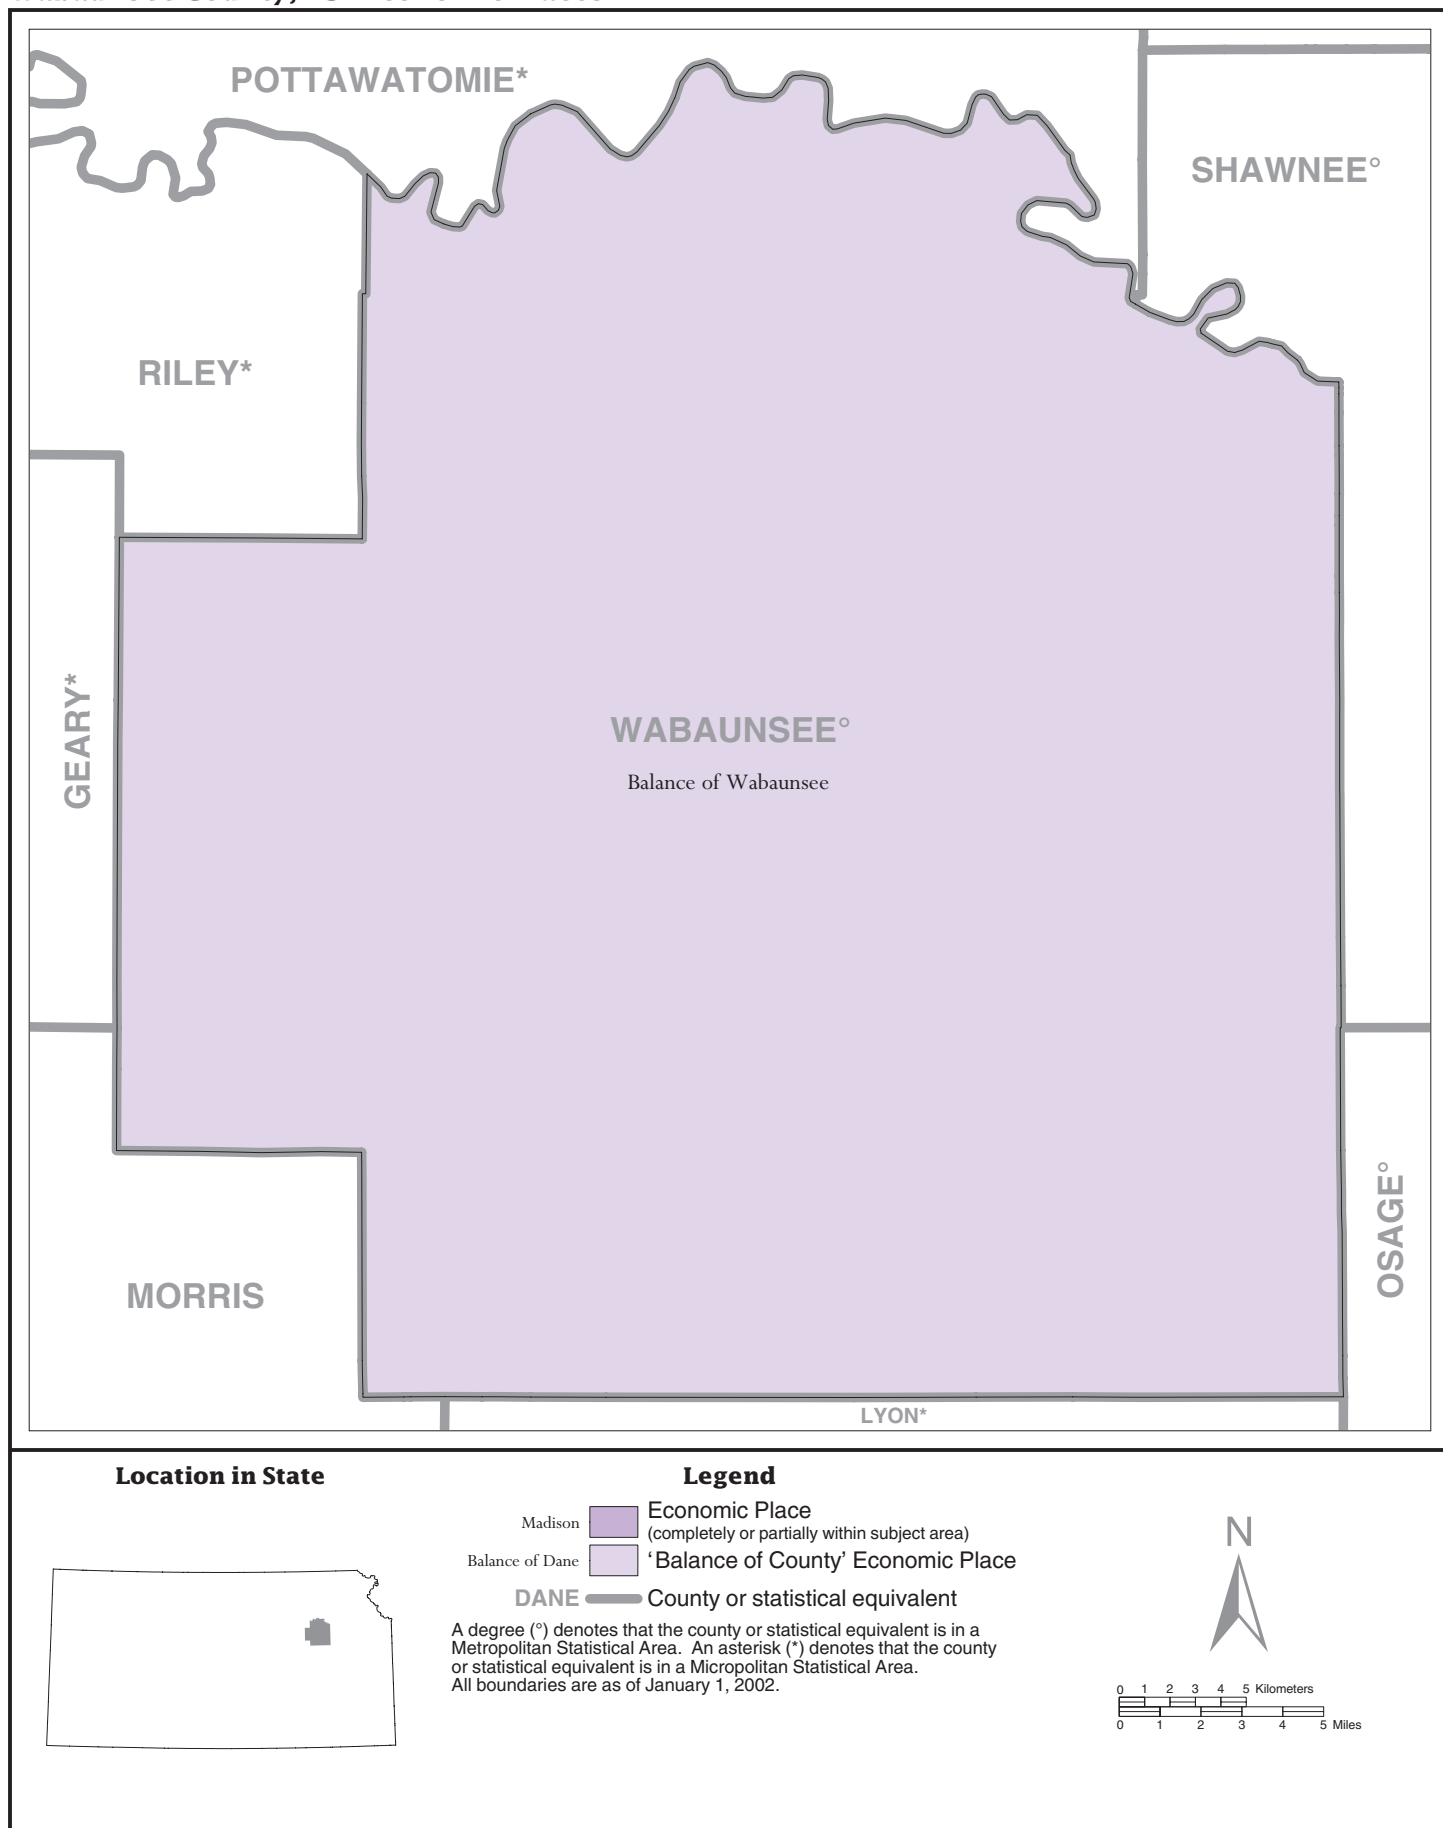 POTTAWATOMIE*
SHAWNEE°
RILEY*
GEARY*
WABAUNSEE°
Balance of Wabaunsee
MORRIS
OSAGE°
LYON*
Location in State
Legend
Madison
Economic Place
(completely or partially within subject area)
Balance of Dane
‘Balance of County’ Economic Place
DANE
County or statistical equivalent
A degree (°) denotes that the county or statistical equivalent is in a
Metropolitan Statistical Area. An asterisk (*) denotes that the county
or statistical equivalent is in a Micropolitan Statistical Area.
All boundaries are as of January 1, 2002.
N
0 1 2 3 4 5 Kilometers
0 1 2 3 4 5 Miles